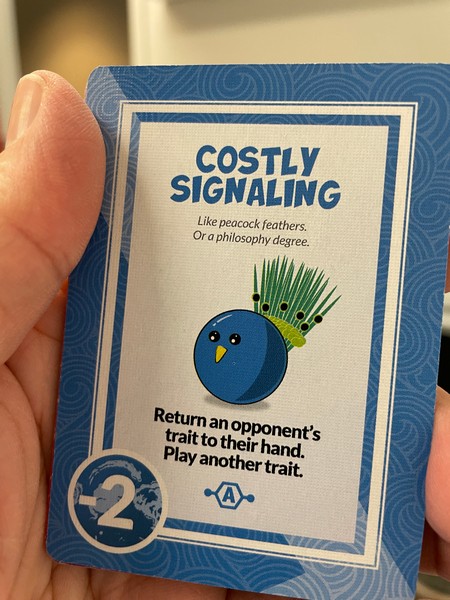 COSTLY
SIGNALING
Like peacock feathers.
Or a philosophy degree.
Return an opponent's
trait to their hand.
Play another trait.
A
-2